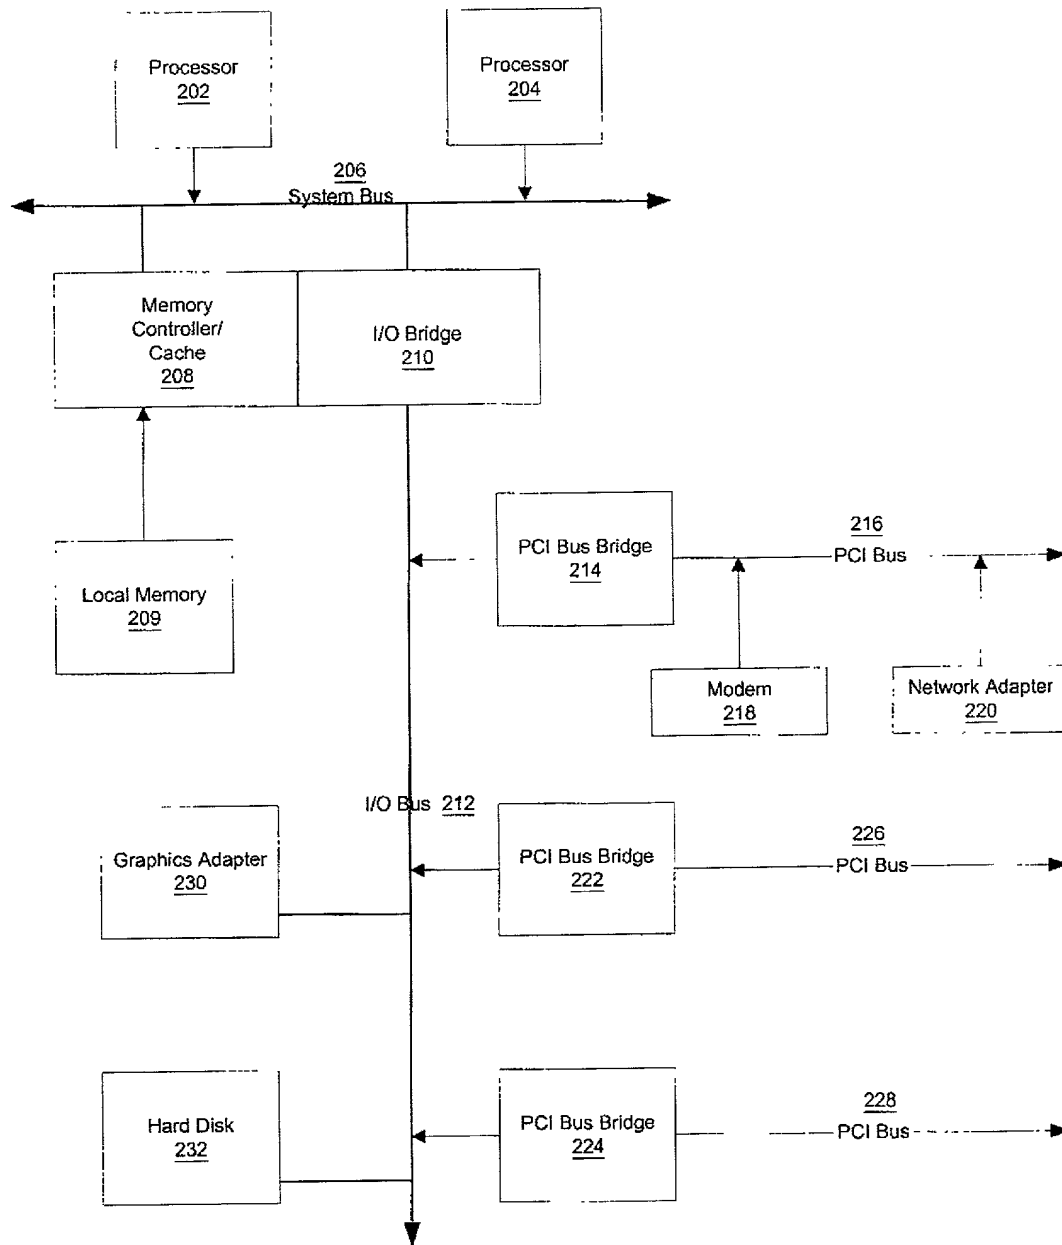 Processor
202
Processor
204
206
System Bus
Memory
Controller/
Cache
208
I/O Bridge
210
Local Memory
209
PCI Bus Bridge
214
216
PCI Bus
Modem
218
Network Adapter
220
I/O Bus 212
Graphics Adapter
230
PCI Bus Bridge
222
226
PCI Bus
Hard Disk
232
PCI Bus Bridge
224
228
PCI Bus